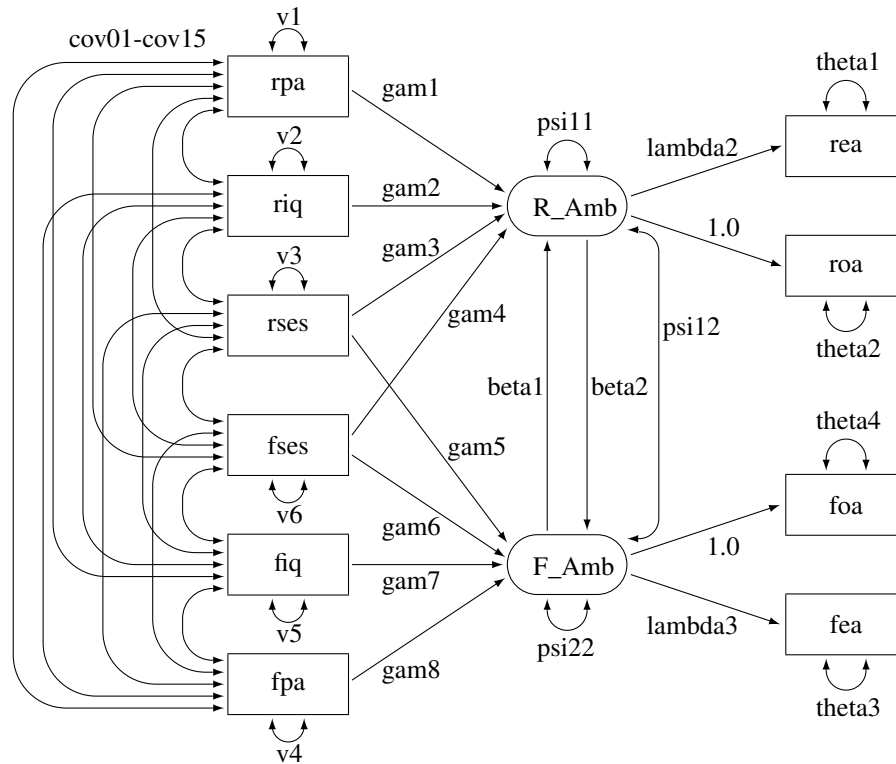 v1
cov01-cov15
rpa
gam1
theta1
rea
v2
psi11
lambda2
riq
gam2
R_Amb
1.0
v3
gam3
roa
rses
gam4
psi12
theta2
beta1
beta2
theta4
fses
gam5
foa
v6
gam6
1.0
fiq
gam7
F_Amb
v5
psi22
lambda3
fea
fpa
gam8
theta3
v4